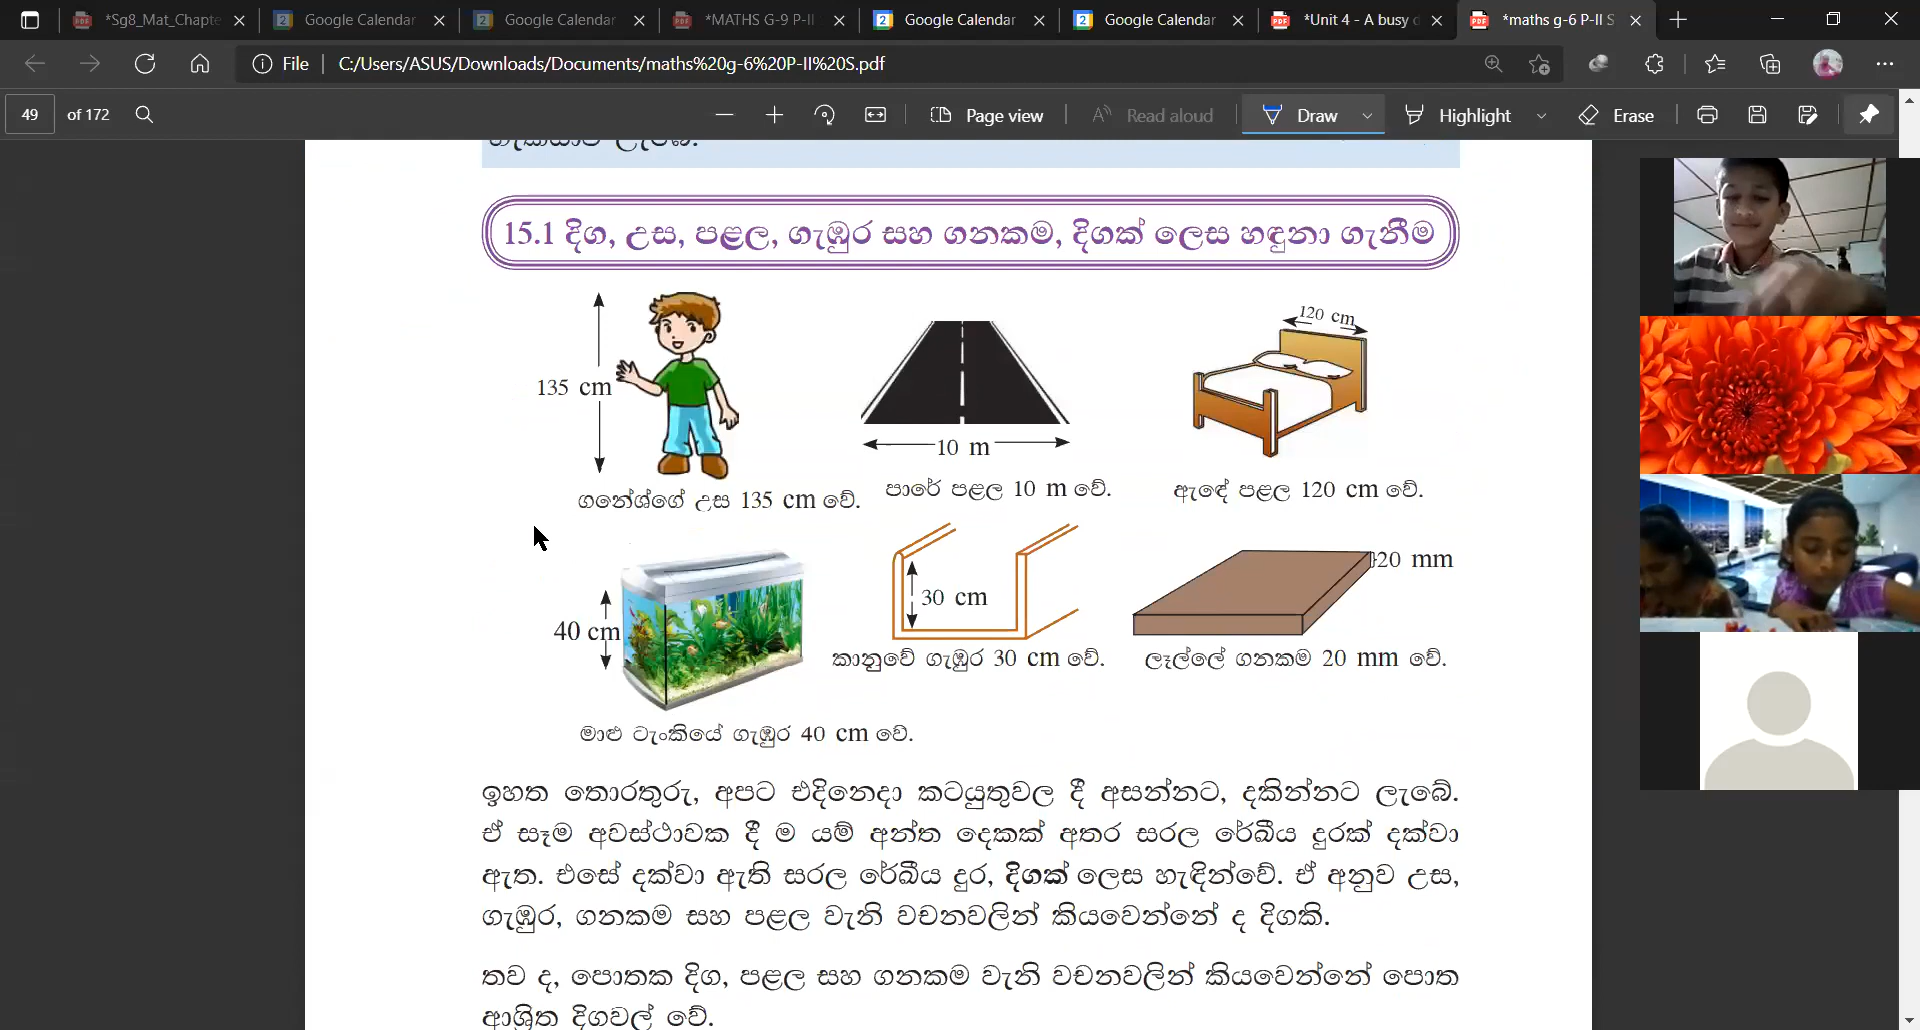 *Sg8_Mat_Chapte
Google Calendar
Google Calendar
*MATHS G-9 P-II
Google Calendar
Google Calendar
*Unit 4 - A busy d
*maths g-6 P-II S
File
C:/Users/ASUS/Downloads/Documents/maths%20g-6%20P-II%20S.pdf
49 of 172
Page view
Read aloud
Draw
Highlight
Erase
15.1 දිග, උස, පළල, ගැඹුර සහ ගනකම, දිගක් ලෙස හඳුනා ගැනීම
135 cm
10 m
120 cm
ගනේශ්ගේ උස 135 cm වේ.
පාරේ පළල 10 m වේ.
ඇඳේ පළල 120 cm වේ.
40 cm
30 cm
20 mm
කානුවේ ගැඹුර 30 cm වේ.
ලෑල්ලේ ගනකම 20 mm වේ.
මාළු ටැංකියේ ගැඹුර 40 cm වේ.
ඉහත තොරතුරු, අපට එදිනෙදා කටයුතුවල දී අසන්නට, දකින්නට ලැබේ.
ඒ සෑම අවස්ථාවක දී ම යම් අන්ත දෙකක් අතර සරල රේඛීය දුරක් දක්වා
ඇත. එසේ දක්වා ඇති සරල රේඛීය දුර, දිගක් ලෙස හැඳින්වේ. ඒ අනුව උස,
ගැඹුර, ගනකම සහ පළල වැනි වචනවලින් කියවෙන්නේ ද දිගකි.
තව ද, පොතක දිග, පළල සහ ගනකම වැනි වචනවලින් කියවෙන්නේ පොත
ආශ්‍රිත දිගවල් වේ.